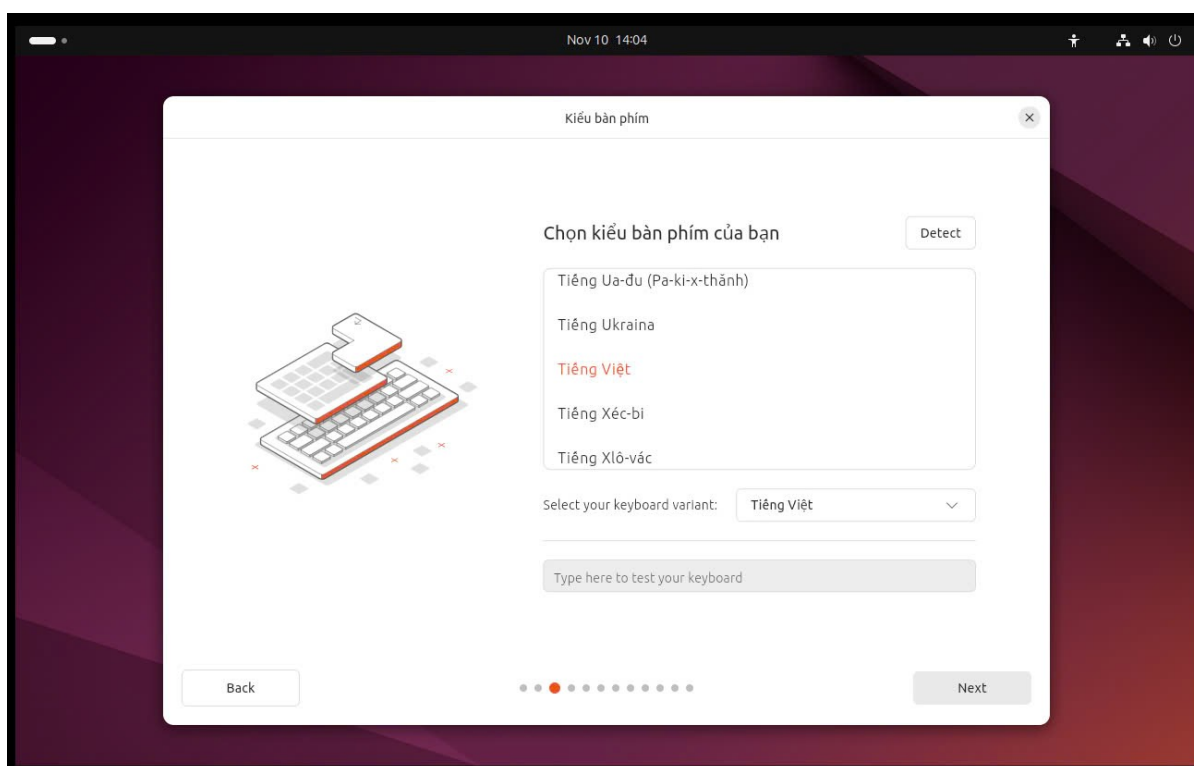 Nov 10 14:04
Kiểu bàn phím
Chọn kiểu bàn phím của bạn
Detect
Tiếng Ua-đu (Pa-ki-x-thănh)
Tiếng Ukraina
Tiếng Việt
Tiếng Xéc-bi
Tiếng Xlô-vác
Select your keyboard variant: Tiếng Việt
Type here to test your keyboard
Back
Next